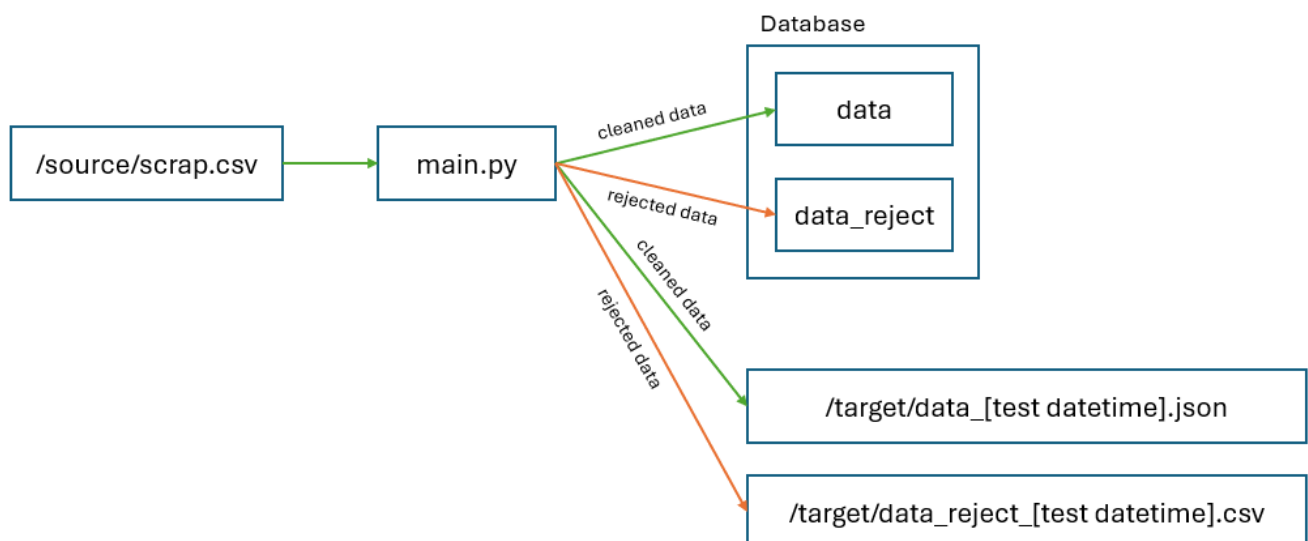 Database
/source/scrap.csv
main.py
cleaned data
data
rejected data
data_reject
cleaned data
rejected data
/target/data_[test datetime].json
/target/data_reject_[test datetime].csv